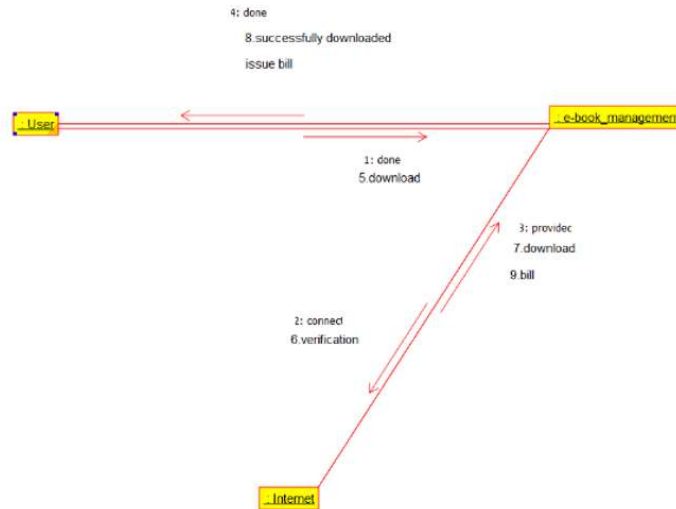 4: done
8.successfully downloaded
issue bill
: User
: e-book_management
1: done
5.download
3: providec
7.download
9.bill
2: connect
6.verification
: Internet